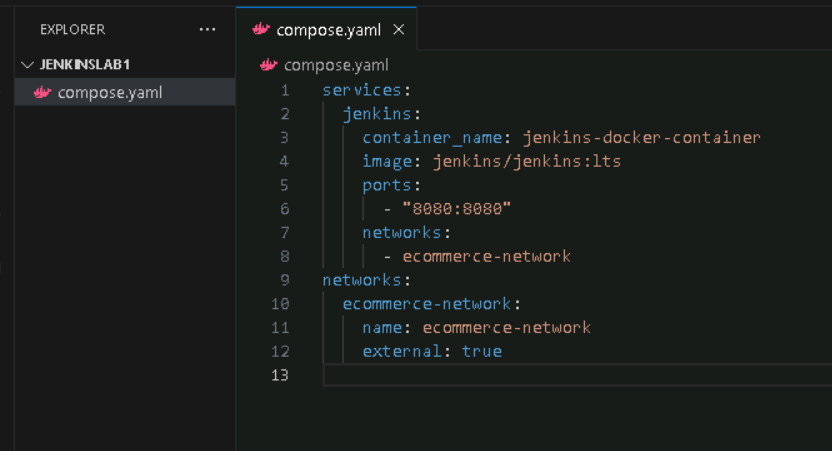 EXPLORER
···
JENKINSLAB1
compose.yaml
compose.yaml
compose.yaml
1 services:
2 jenkins:
3 container_name: jenkins-docker-container
4 image: jenkins/jenkins:lts
5 ports:
6 - "8080:8080"
7 networks:
8 - ecommerce-network
9 networks:
10 ecommerce-network:
11 name: ecommerce-network
12 external: true
13